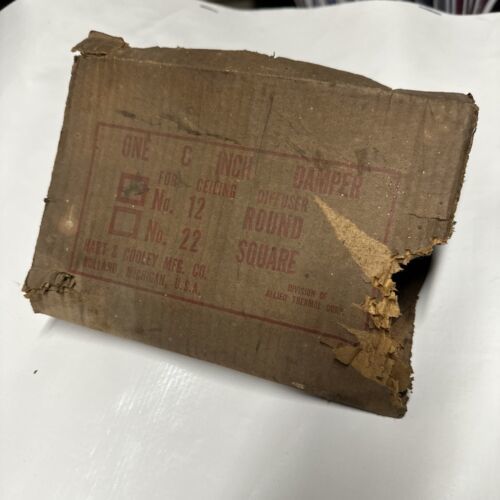 ONE C INCH DAMPER
FOR CEILING DIFFUSER
No. 12 ROUND
No. 22 SQUARE
HART & COOLEY MFG. CO.
HOLLAND, MICHIGAN, U.S.A.
DIVISION OF
ALLIED THERMAL CORP.